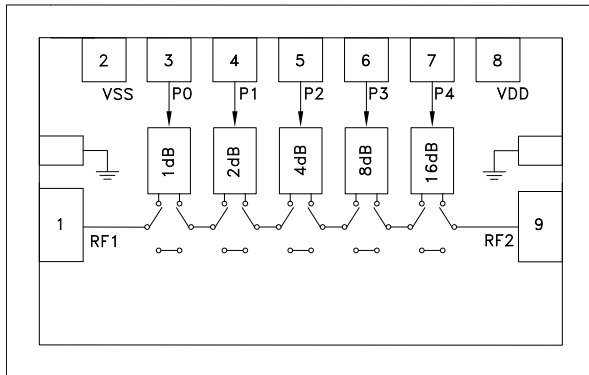 2 3 4 5 6 7 8
VSS P0 P1 P2 P3 P4 VDD
1dB 2dB 4dB 8dB 16dB
1 RF1 RF2 9